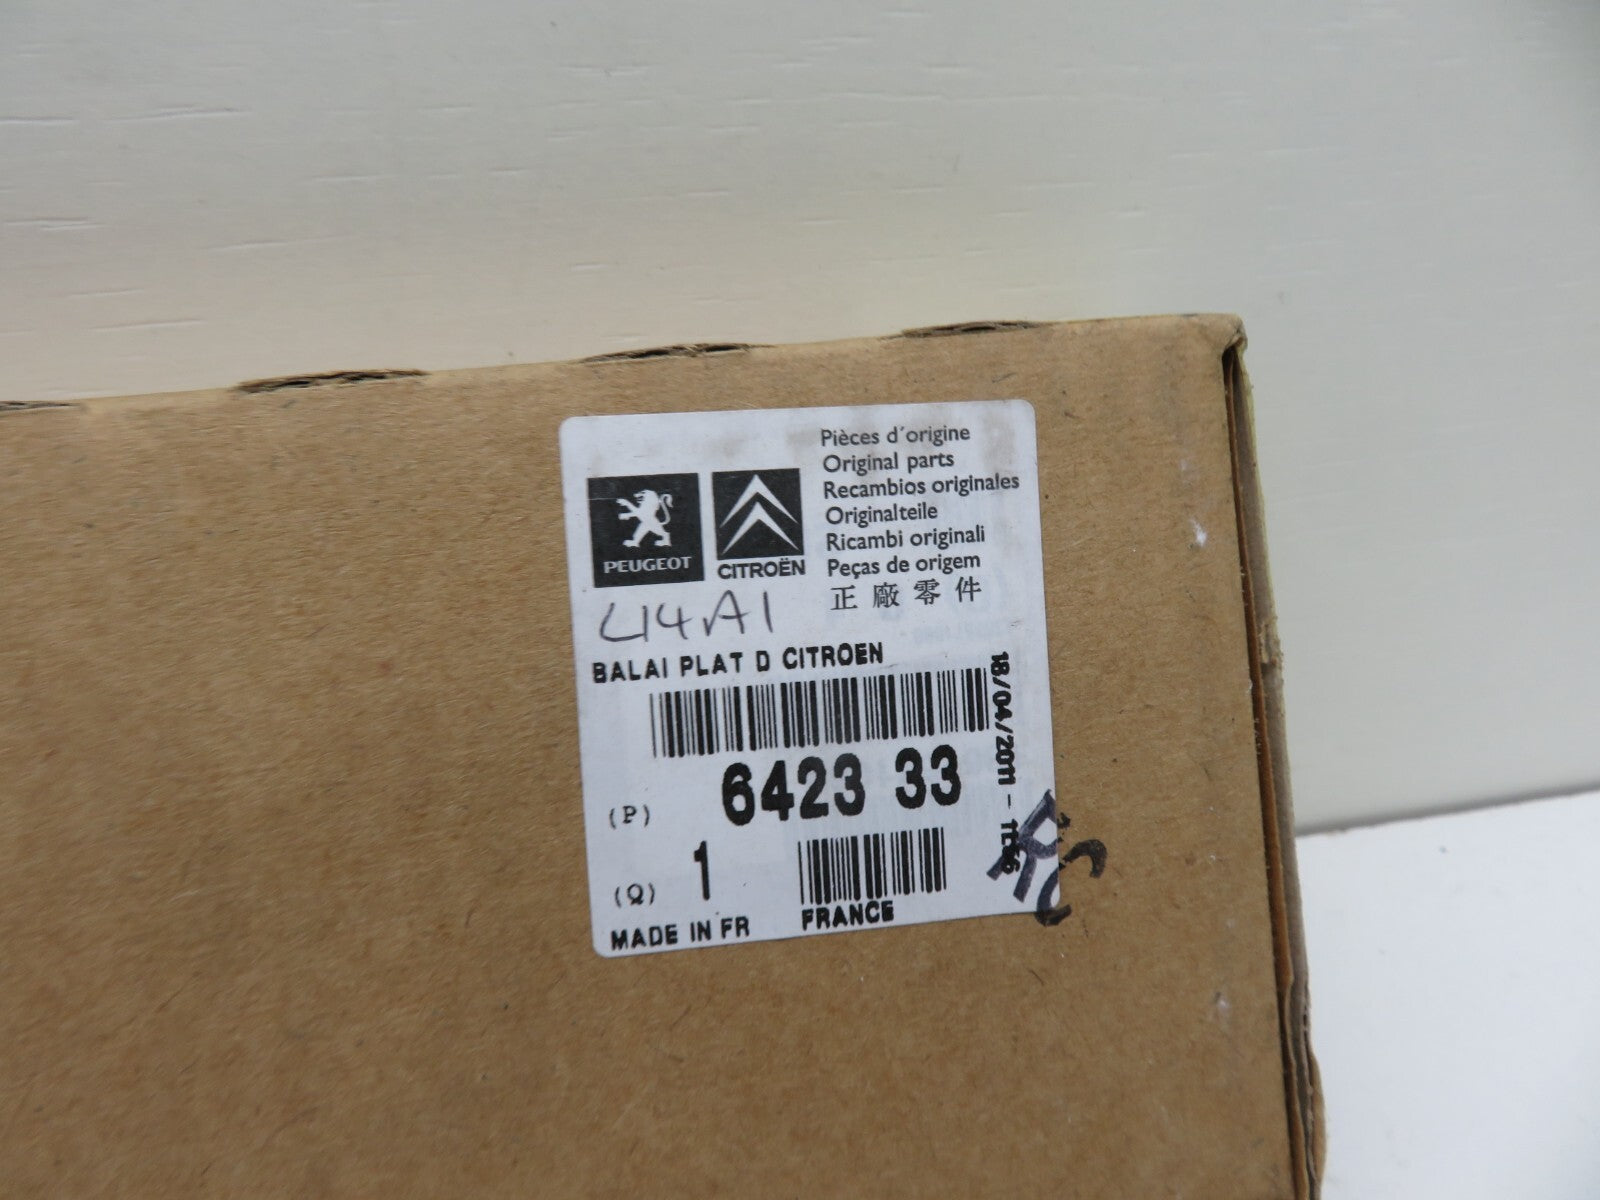 Pièces d'origine
Original parts
Recambios originales
Originalteile
Ricambi originali
Peças de origem
正廠零件
PEUGEOT
CITROËN
L14A1
BALAI PLAT D CITROEN
6423 33
(P)
(Q) 1
MADE IN FR
FRANCE
18/04/2011 -